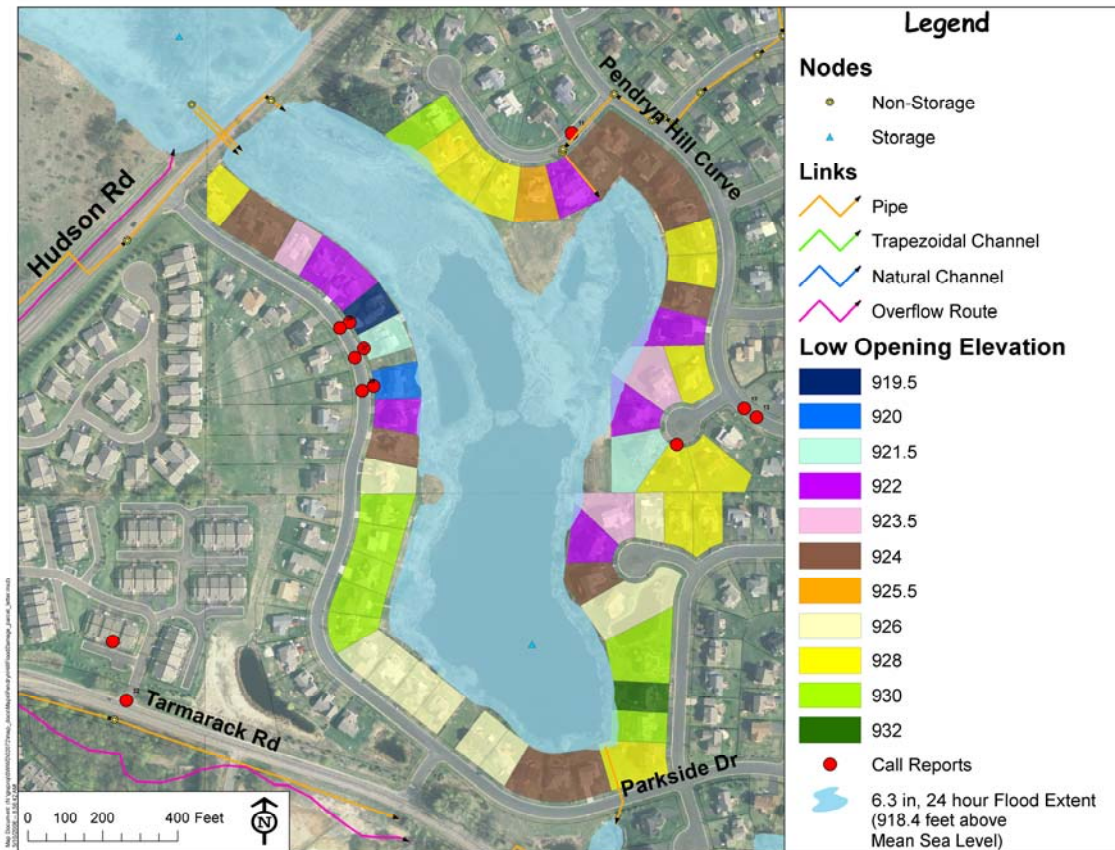 Hudson Rd
Pendryn Hill Curve
Tarmarack Rd
Parkside Dr
0 100 200 400 Feet
N
Legend
Nodes
Non-Storage
Storage
Links
Pipe
Trapezoidal Channel
Natural Channel
Overflow Route
Low Opening Elevation
919.5
920
921.5
922
923.5
924
925.5
926
928
930
932
Call Reports
6.3 in, 24 hour Flood Extent
(918.4 feet above
Mean Sea Level)